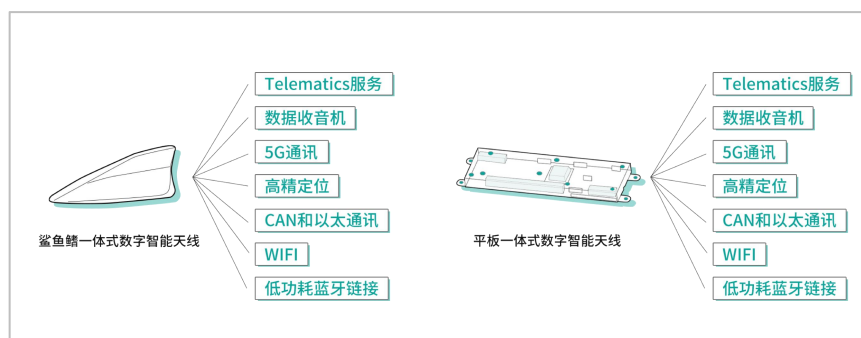 Telematics服务
数据收音机
5G通讯
高精定位
CAN和以太通讯
WIFI
低功耗蓝牙链接
鲨鱼鳍一体式数字智能天线
Telematics服务
数据收音机
5G通讯
高精定位
CAN和以太通讯
WIFI
低功耗蓝牙链接
平板一体式数字智能天线